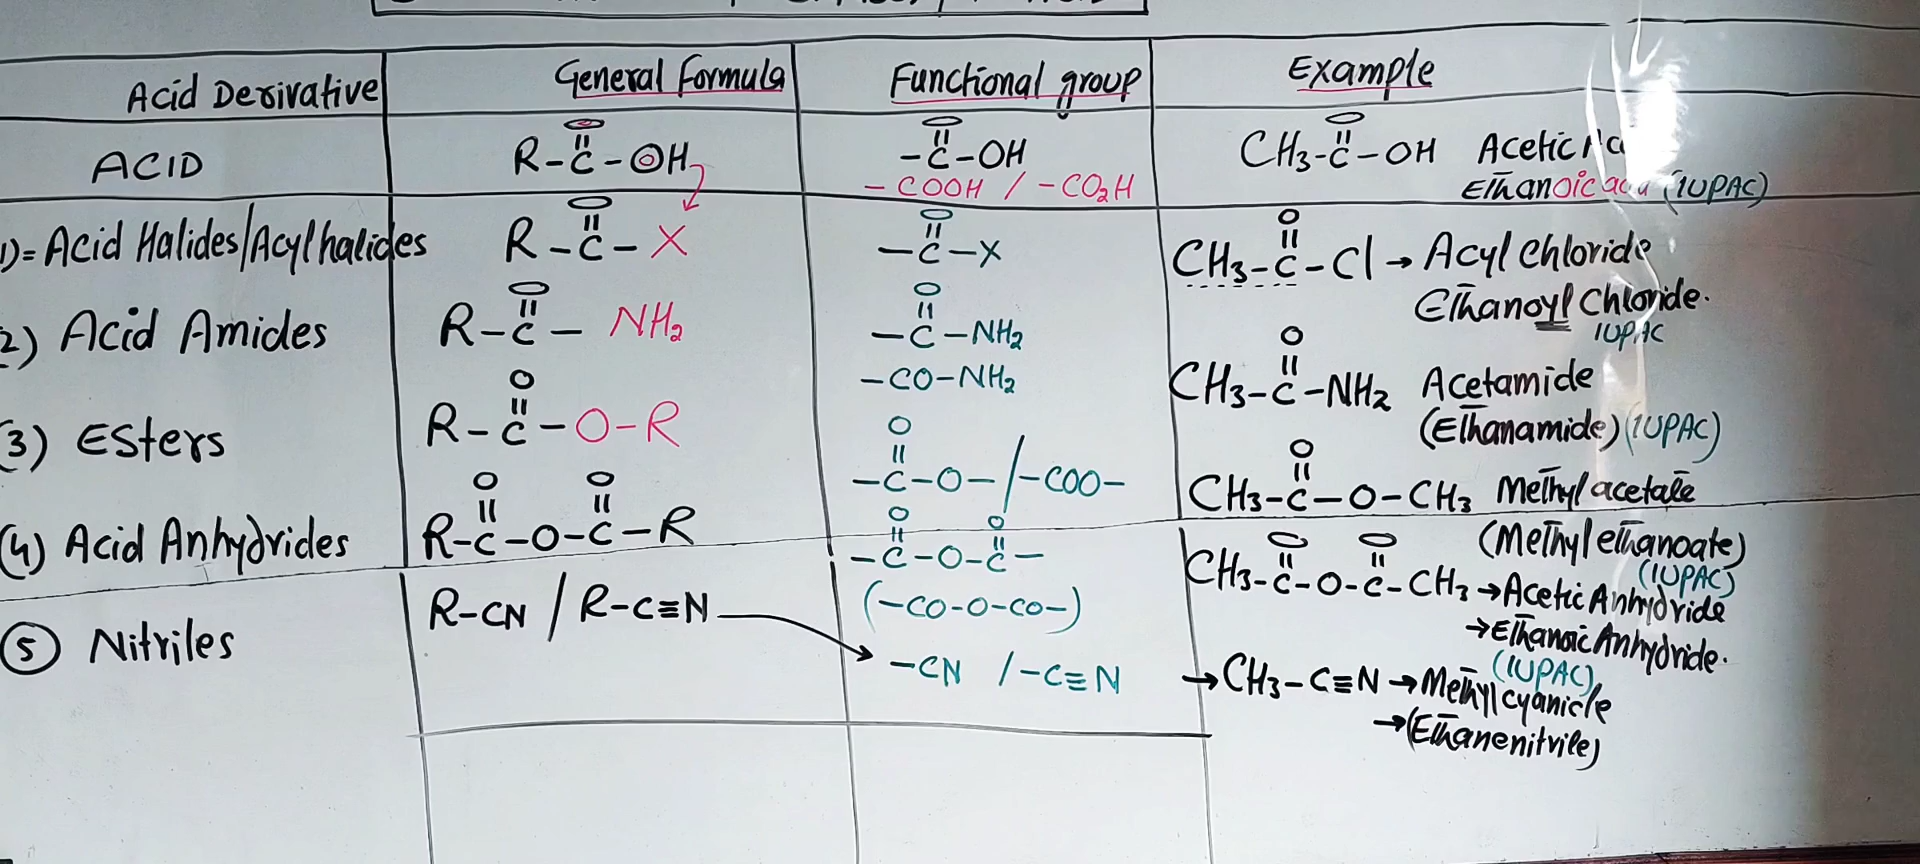 Acid Derivative General Formula Functional group Example
ACID R-C(=O)-OH -C(=O)-OH CH3-C(=O)-OH Acetic
-COOH / -CO2H Ethanoic acid (IUPAC)
1)= Acid Halides/Acylhalides R-C(=O)-X -C(=O)-X CH3-C(=O)-Cl → Acyl chloride
Ethanoyl Chloride.
IUPAC
2) Acid Amides R-C(=O)-NH2 -C(=O)-NH2 CH3-C(=O)-NH2 Acetamide
-CO-NH2 (Ethanamide) (IUPAC)
(3) Esters R-C(=O)-O-R -C(=O)-O- / -COO- CH3-C(=O)-O-CH3 Methyl acetate
(Methyl ethanoate)
(IUPAC)
(4) Acid Anhydrides R-C(=O)-O-C(=O)-R -C(=O)-O-C(=O)- CH3-C(=O)-O-C(=O)-CH3 → Acetic Anhydride
(-CO-O-CO-) → Ethanoic Anhydride.
(IUPAC)
5 Nitriles R-CN / R-C≡N → -CN / -C≡N → CH3-C≡N → Methyl cyanide
→ (Ethanenitrile)